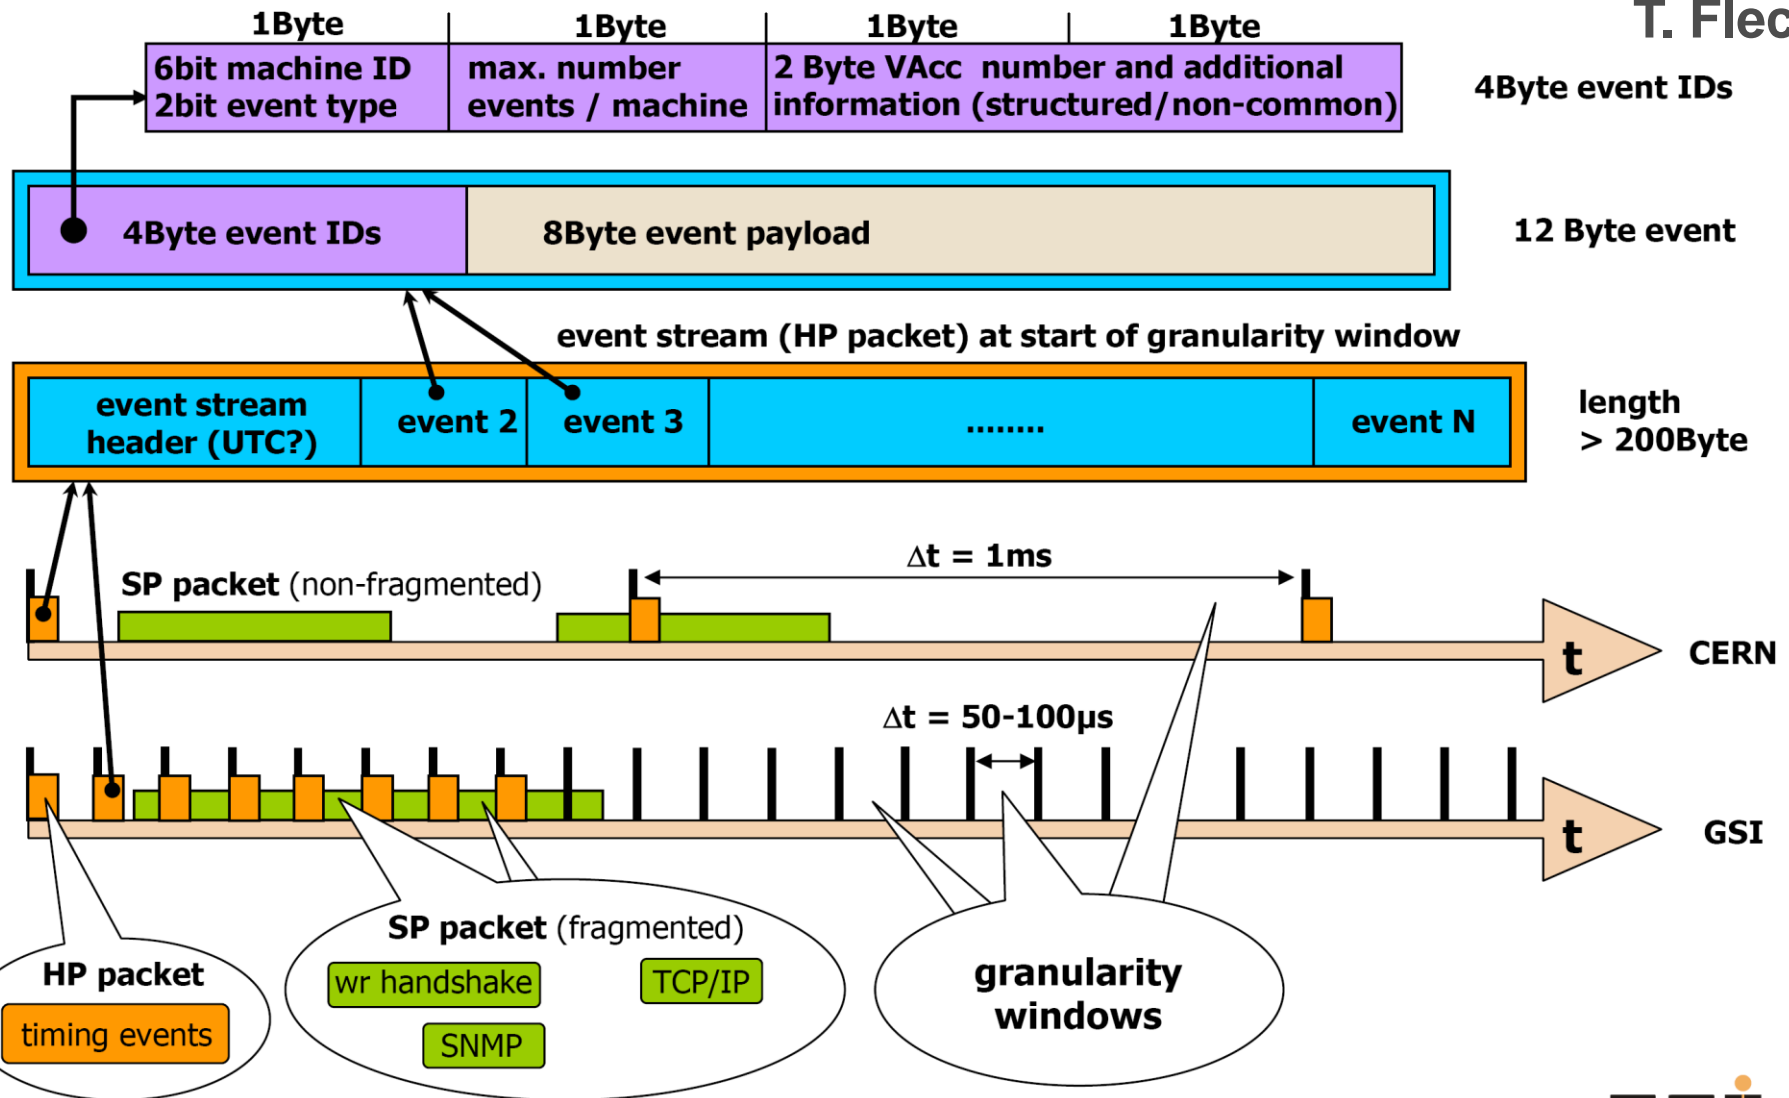 T. Flec
1Byte 1Byte 1Byte 1Byte
6bit machine ID
2bit event type
max. number
events / machine
2 Byte VAcc number and additional
information (structured/non-common)
4Byte event IDs
4Byte event IDs
8Byte event payload
12 Byte event
event stream (HP packet) at start of granularity window
event stream
header (UTC?)
event 2
event 3
........
event N
length
> 200Byte
SP packet (non-fragmented)
Δt = 1ms
t
CERN
Δt = 50-100µs
t
GSI
HP packet
timing events
SP packet (fragmented)
wr handshake
TCP/IP
SNMP
granularity
windows